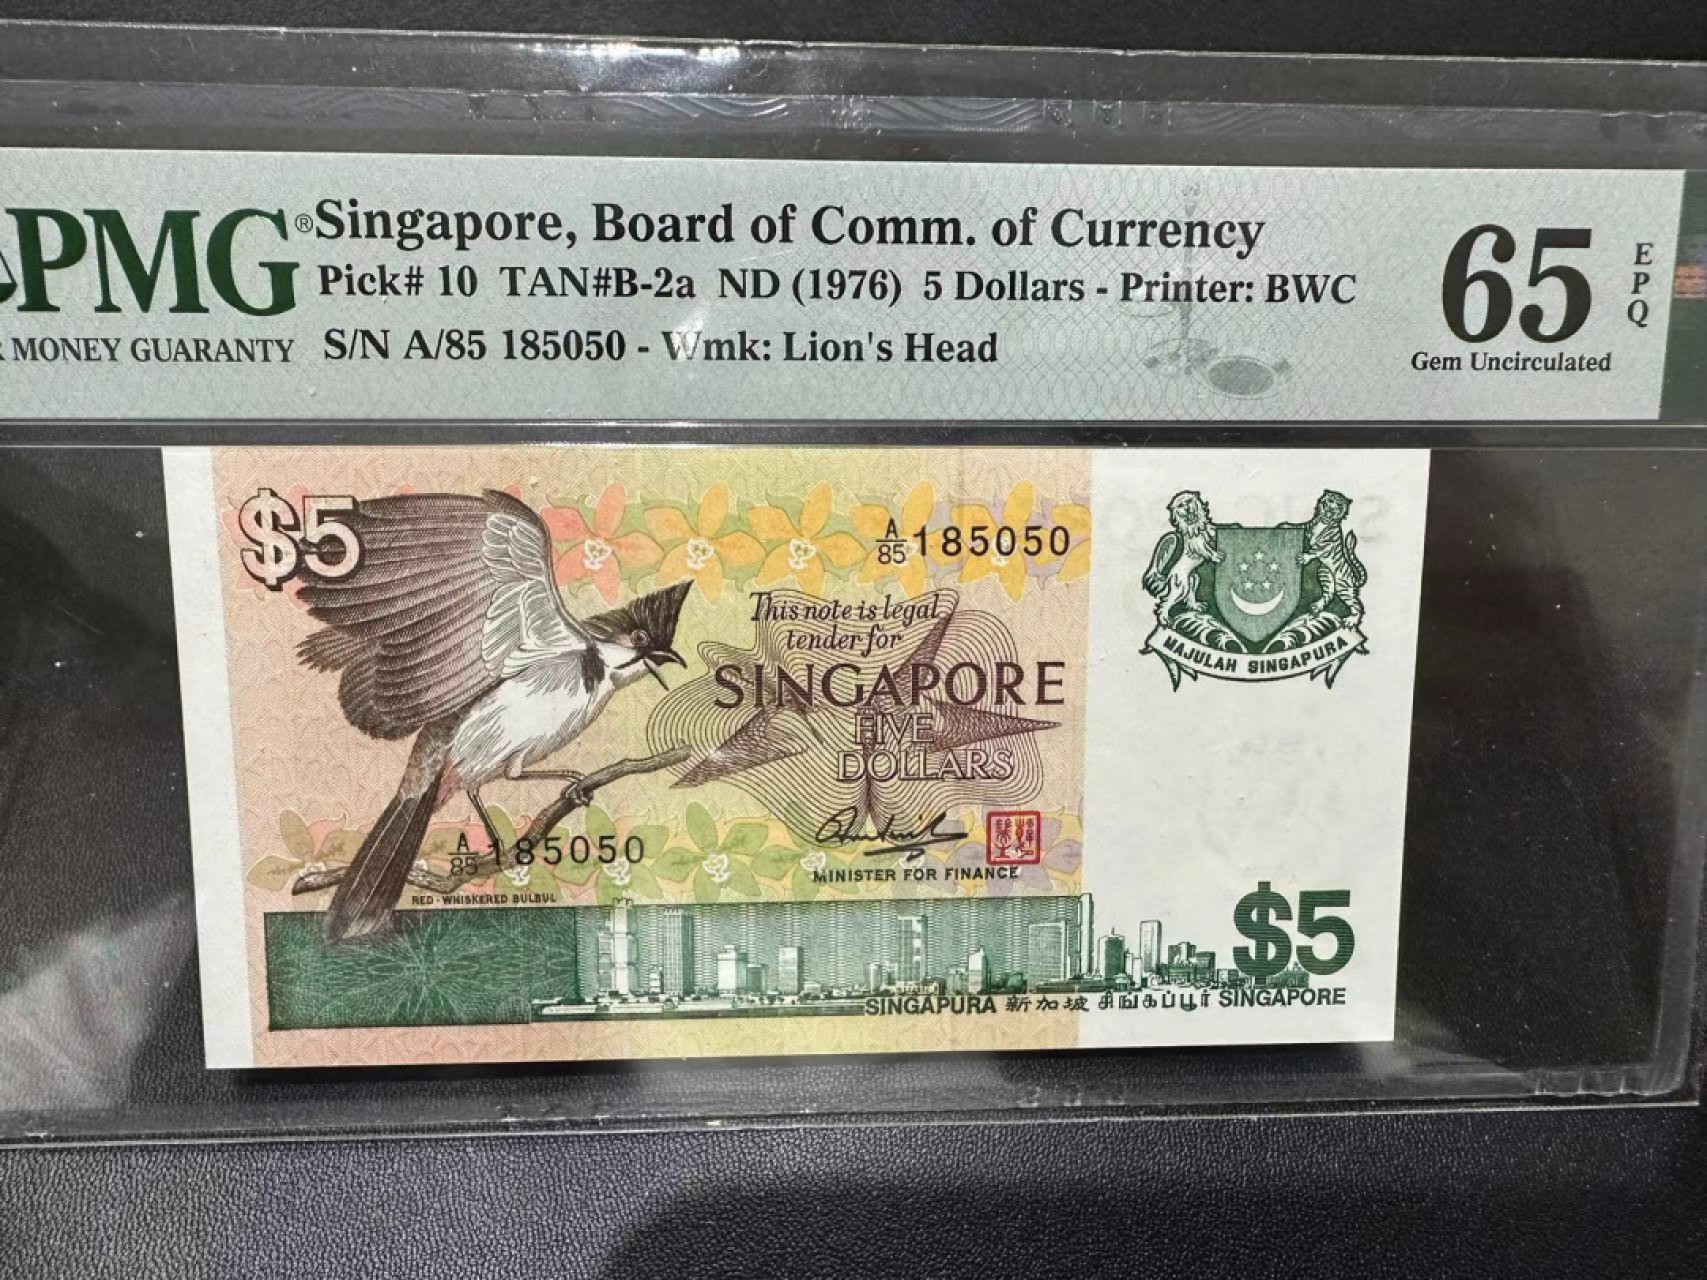 PMG® Singapore, Board of Comm. of Currency
Pick# 10 TAN#B-2a ND (1976) 5 Dollars - Printer: BWC
MONEY GUARANTY S/N A/85 185050 - Wmk: Lion's Head
65
EPQ
Gem Uncirculated
$5
A/85 185050
This note is legal
tender for
SINGAPORE
FIVE
DOLLARS
MAJULAH SINGAPURA
A/85 185050
MINISTER FOR FINANCE
RED-WHISKERED BULBUL
$5
SINGAPURA 新加坡 சிங்கப்பூர் SINGAPORE